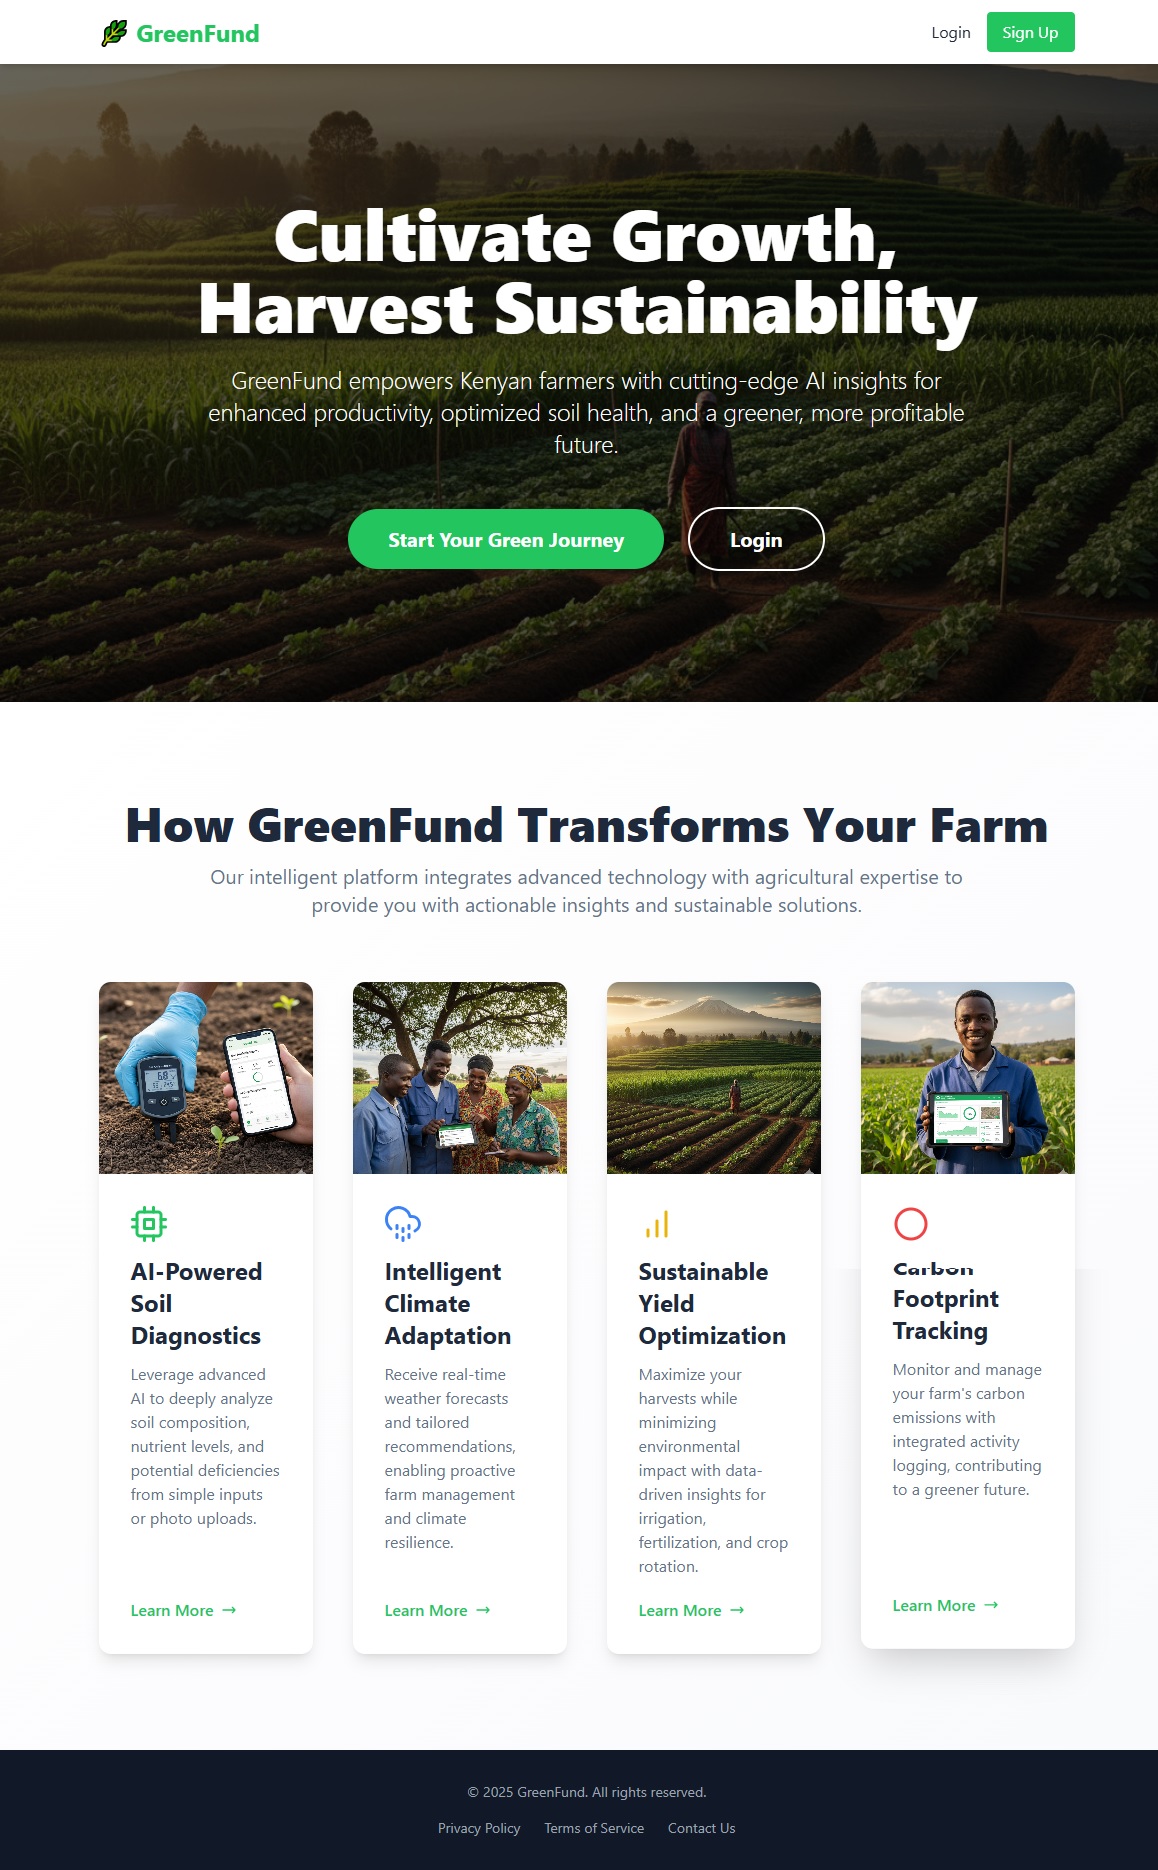 GreenFund
Login
Sign Up
Cultivate Growth,
Harvest Sustainability
GreenFund empowers Kenyan farmers with cutting-edge AI insights for
enhanced productivity, optimized soil health, and a greener, more profitable
future.
Start Your Green Journey
Login
How GreenFund Transforms Your Farm
Our intelligent platform integrates advanced technology with agricultural expertise to
provide you with actionable insights and sustainable solutions.
6.8
AI-Powered
Soil
Diagnostics
Leverage advanced
AI to deeply analyze
soil composition,
nutrient levels, and
potential deficiencies
from simple inputs
or photo uploads.
Learn More →
Intelligent
Climate
Adaptation
Receive real-time
weather forecasts
and tailored
recommendations,
enabling proactive
farm management
and climate
resilience.
Learn More →
Sustainable
Yield
Optimization
Maximize your
harvests while
minimizing
environmental
impact with data-
driven insights for
irrigation,
fertilization, and crop
rotation.
Learn More →
Carbon
Footprint
Tracking
Monitor and manage
your farm's carbon
emissions with
integrated activity
logging, contributing
to a greener future.
Learn More →
© 2025 GreenFund. All rights reserved.
Privacy Policy
Terms of Service
Contact Us